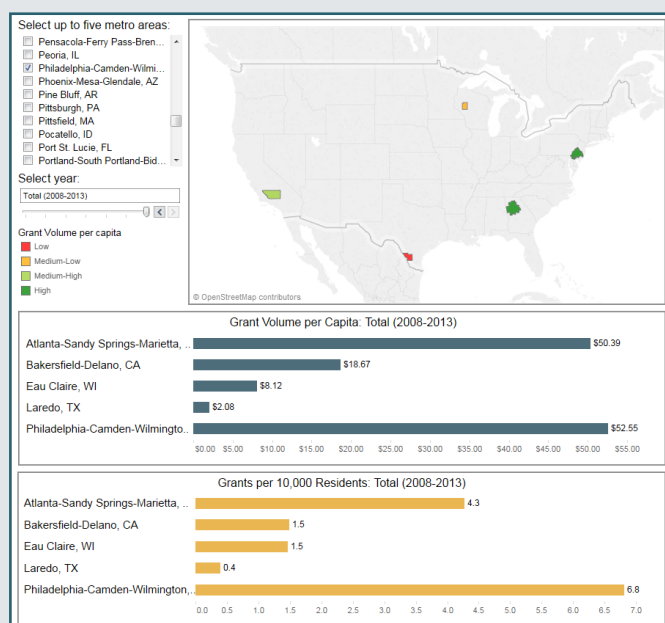 Select up to five metro areas:
Pensacola-Ferry Pass-Bren...
Peoria, IL
Philadelphia-Camden-Wilmi...
Phoenix-Mesa-Glendale, AZ
Pine Bluff, AR
Pittsburgh, PA
Pittsfield, MA
Pocatello, ID
Port St. Lucie, FL
Portland-South Portland-Bid...
Select year:
Total (2008-2013)
Grant Volume per capita
Low
Medium-Low
Medium-High
High
© OpenStreetMap contributors
Grant Volume per Capita: Total (2008-2013)
Atlanta-Sandy Springs-Marietta, .. $50.39
Bakersfield-Delano, CA $18.67
Eau Claire, WI $8.12
Laredo, TX $2.08
Philadelphia-Camden-Wilmingto.. $52.55
$0.00 $5.00 $10.00 $15.00 $20.00 $25.00 $30.00 $35.00 $40.00 $45.00 $50.00 $55.00
Grants per 10,000 Residents: Total (2008-2013)
Atlanta-Sandy Springs-Marietta, .. 4.3
Bakersfield-Delano, CA 1.5
Eau Claire, WI 1.5
Laredo, TX 0.4
Philadelphia-Camden-Wilmington,.. 6.8
0.0 0.5 1.0 1.5 2.0 2.5 3.0 3.5 4.0 4.5 5.0 5.5 6.0 6.5 7.0